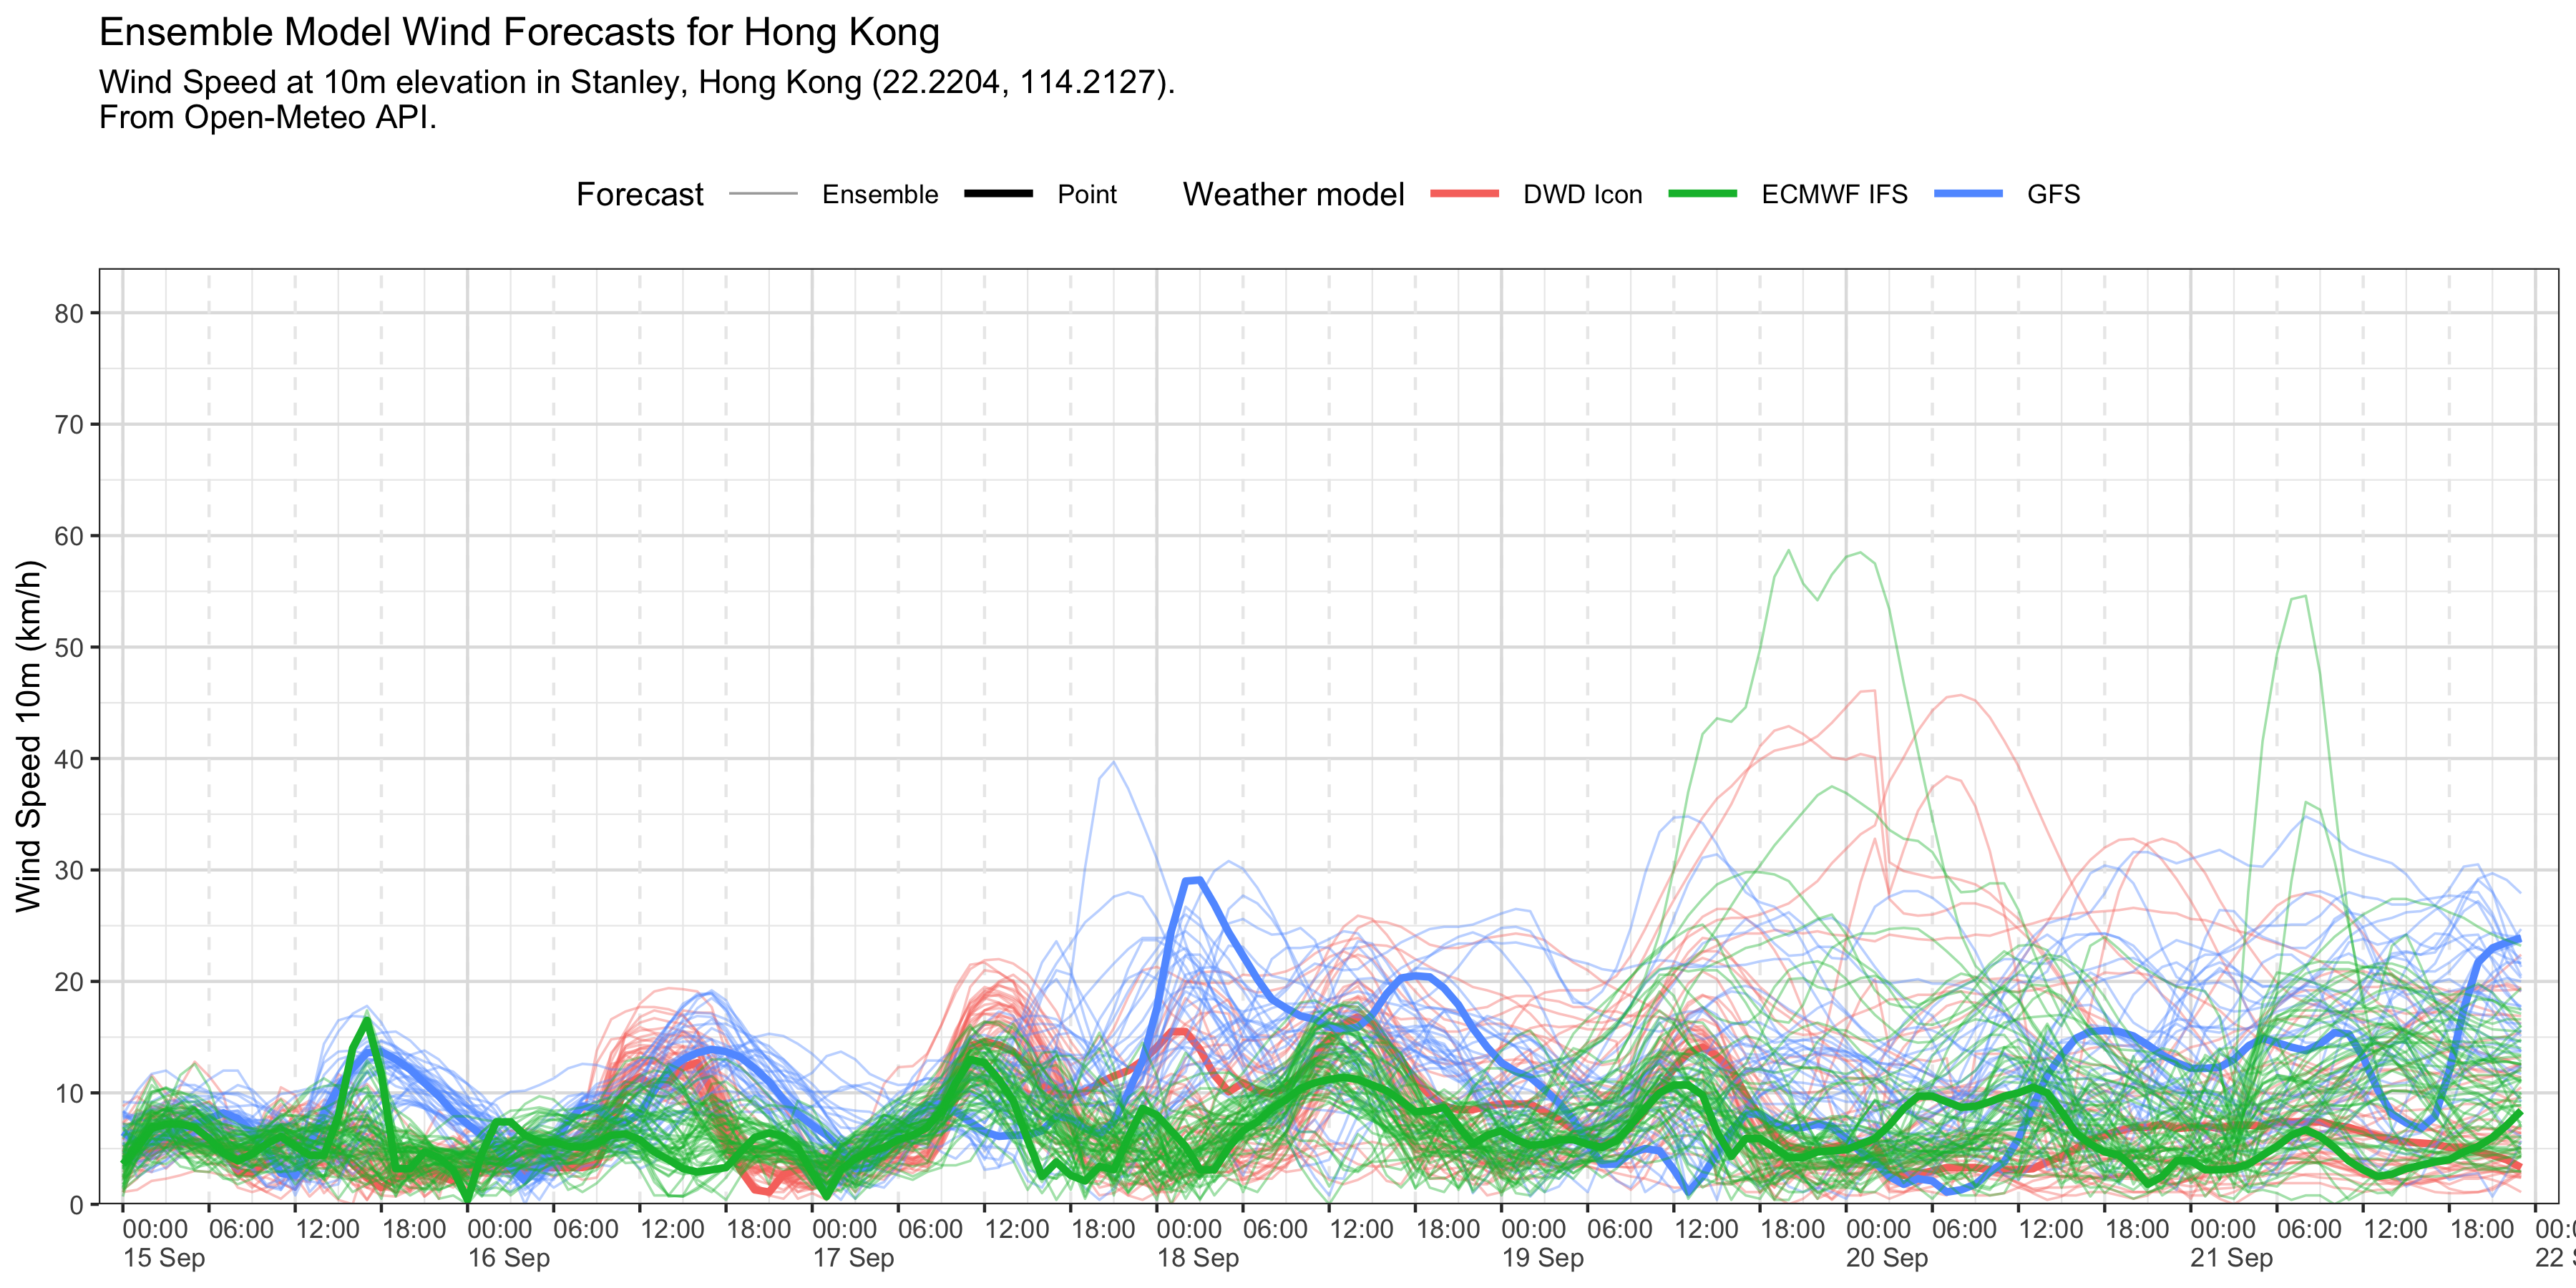 Ensemble Model Wind Forecasts for Hong Kong
Wind Speed at 10m elevation in Stanley, Hong Kong (22.2204, 114.2127).
From Open-Meteo API.
Forecast Ensemble Point Weather model DWD Icon ECMWF IFS GFS
Wind Speed 10m (km/h)
80
70
60
50
40
30
20
10
0
00:00 06:00 12:00 18:00 00:00 06:00 12:00 18:00 00:00 06:00 12:00 18:00 00:00 06:00 12:00 18:00 00:00 06:00 12:00 18:00 00:00 06:00 12:00 18:00 00:00 06:00 12:00 18:00 00:0
15 Sep 16 Sep 17 Sep 18 Sep 19 Sep 20 Sep 21 Sep 22